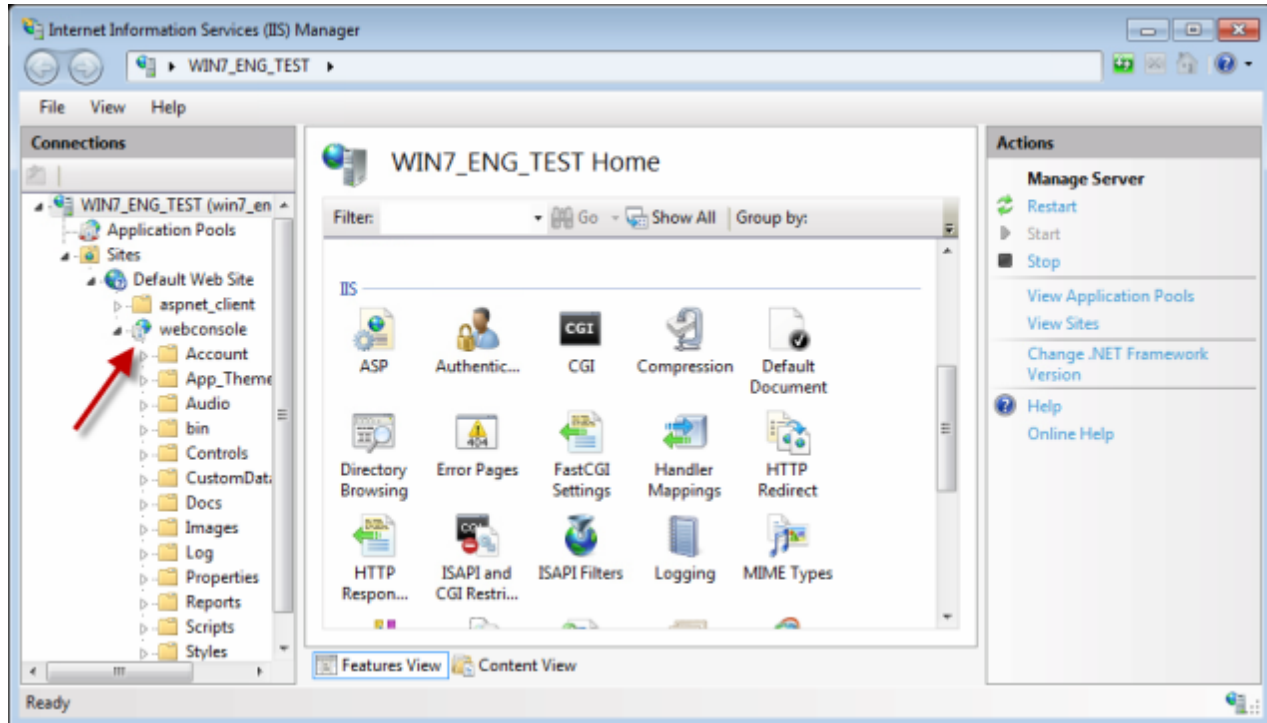 Internet Information Services (IIS) Manager
WIN7_ENG_TEST
File View Help
Connections
WIN7_ENG_TEST (win7_en
Application Pools
Sites
Default Web Site
aspnet_client
webconsole
Account
App_Theme
Audio
bin
Controls
CustomData
Docs
Images
Log
Properties
Reports
Scripts
Styles
WIN7_ENG_TEST Home
Filter: Go Show All Group by:
IIS
ASP Authentic... CGI Compression Default
Document
Directory Error Pages FastCGI Handler HTTP
Browsing Settings Mappings Redirect
HTTP ISAPI and ISAPI Filters Logging MIME Types
Respon... CGI Restri...
Features View Content View
Actions
Manage Server
Restart
Start
Stop
View Application Pools
View Sites
Change .NET Framework
Version
Help
Online Help
Ready